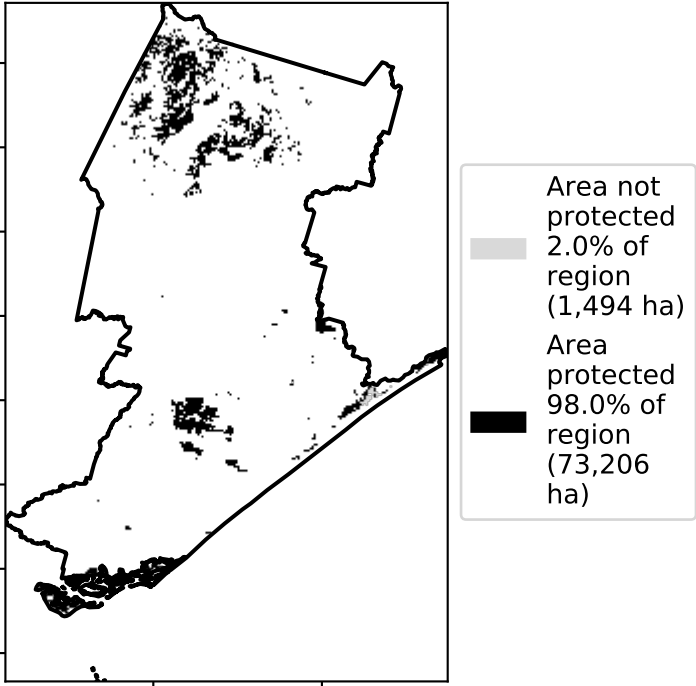 Area not
protected
2.0% of
region
(1,494 ha)
Area
protected
98.0% of
region
(73,206
ha)